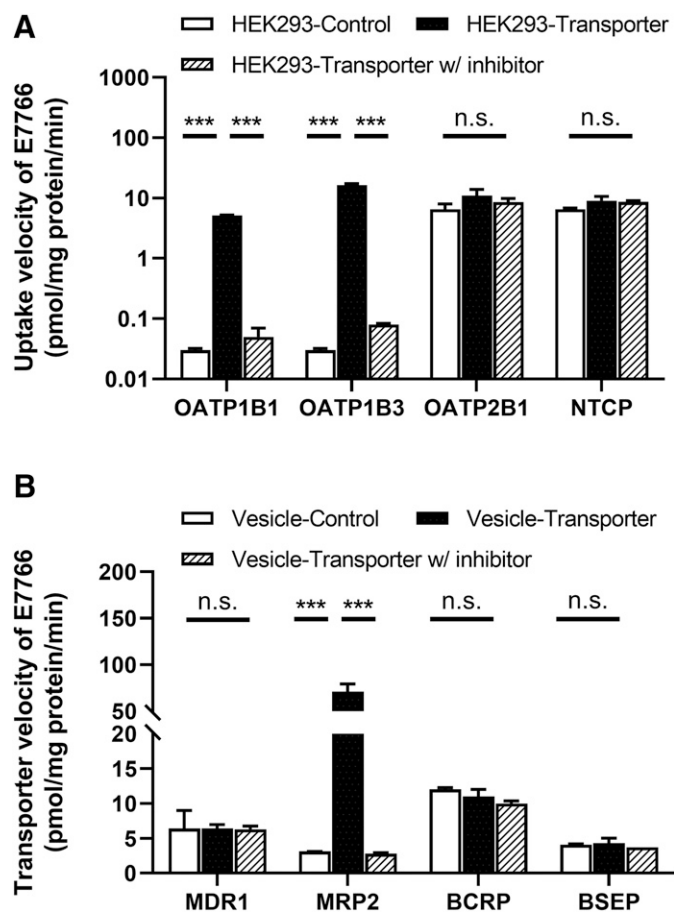 A
HEK293-Control HEK293-Transporter
HEK293-Transporter w/ inhibitor
Uptake velocity of E7766
(pmol/mg protein/min)
1000
100
10
1
0.1
0.01
*** *** *** *** n.s. n.s.
OATP1B1 OATP1B3 OATP2B1 NTCP
B
Vesicle-Control Vesicle-Transporter
Vesicle-Transporter w/ inhibitor
Transporter velocity of E7766
(pmol/mg protein/min)
200
150
100
50
20
15
10
5
0
n.s. *** *** n.s. n.s.
MDR1 MRP2 BCRP BSEP